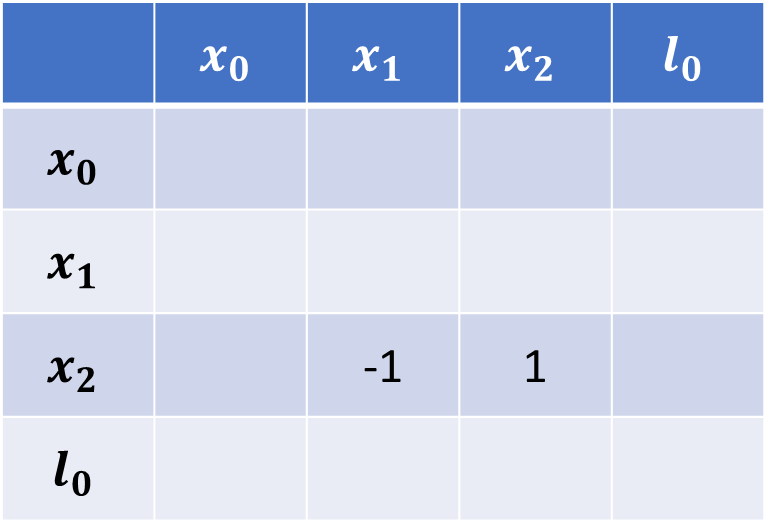 x₀ x₁ x₂ l₀
x₀
x₁
x₂ -1 1
l₀